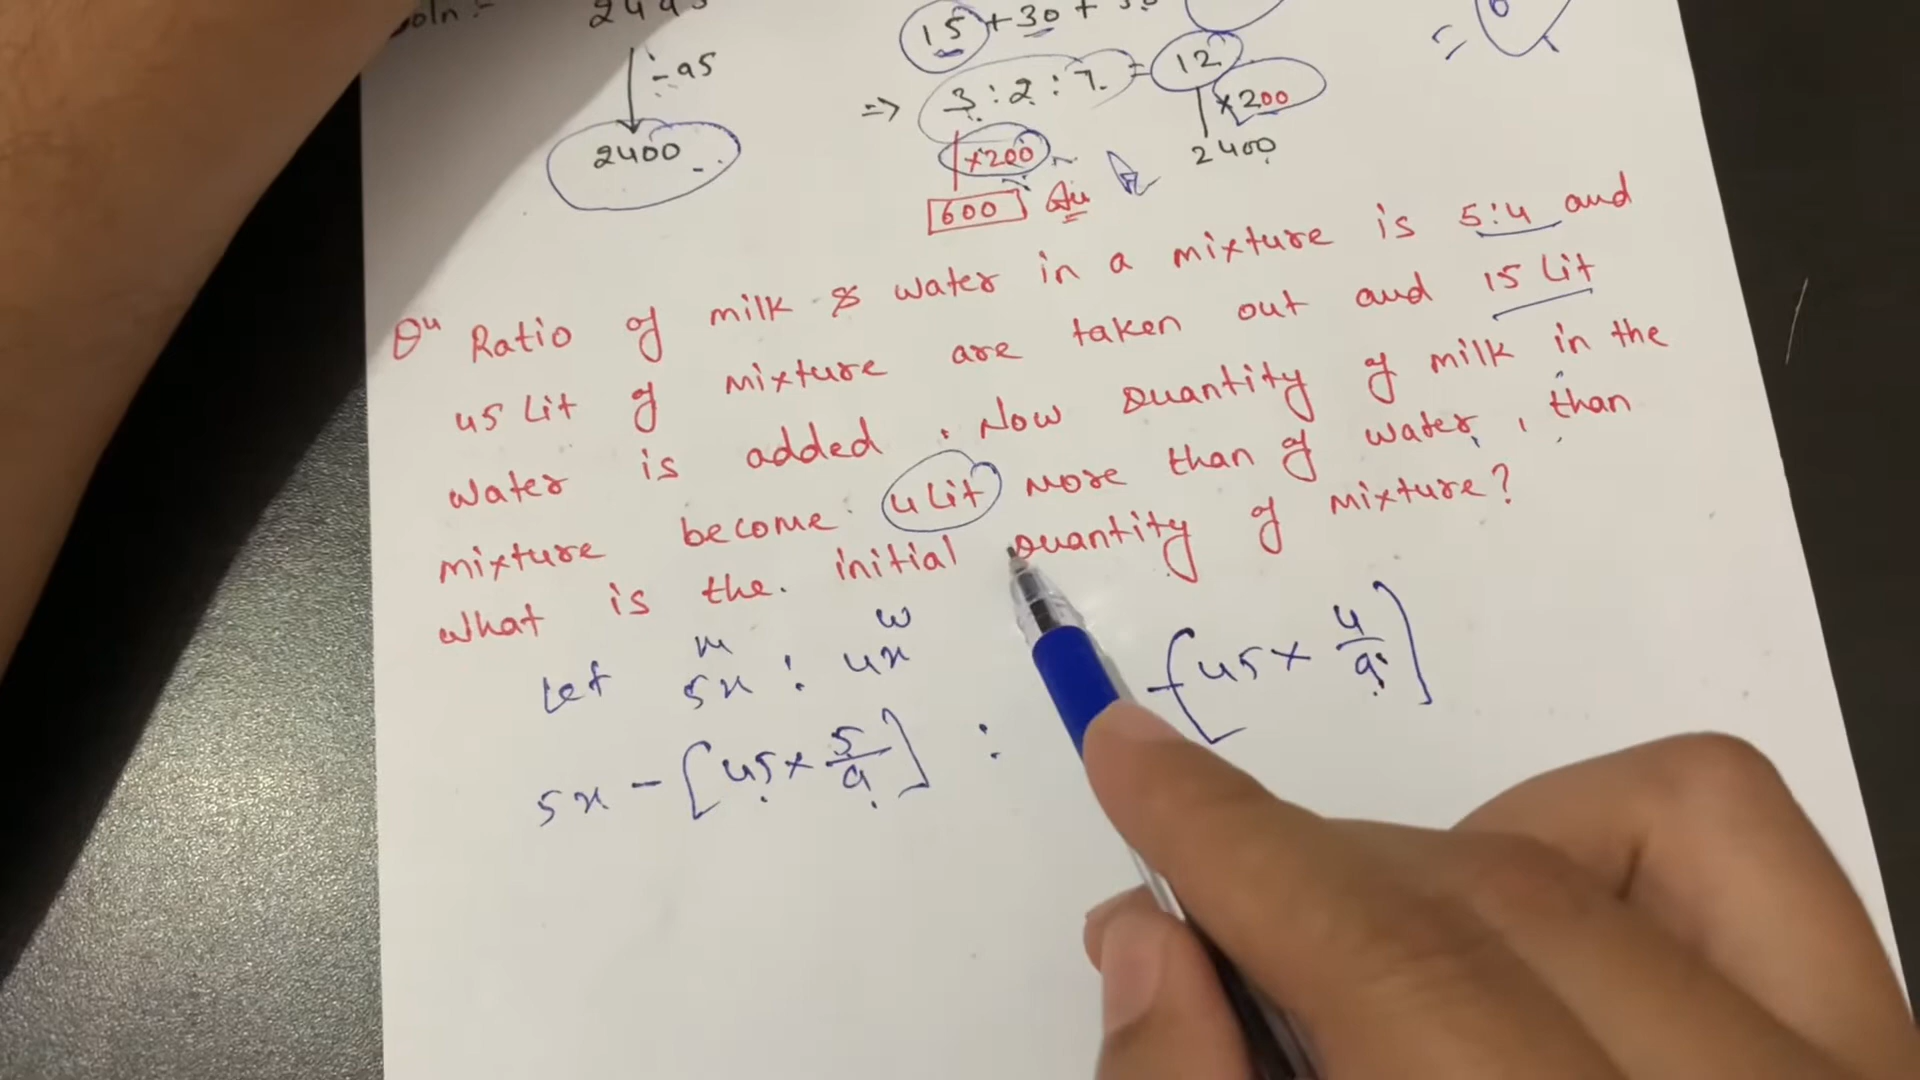 15 + 30 +
÷95
2400
=> 3 : 2 : 7 = 12
×200
×200
2400
600 Au
Qu Ratio of milk & water in a mixture is 5:4 and
45 Lit of mixture are taken out and 15 Lit
water is added. Now Quantity of milk in the
mixture become 4 Lit more than of water, than
what is the initial Quantity of mixture?
m w
Let 5x : 4x
5x - [45 × 5/9] : - [45 × 4/9]